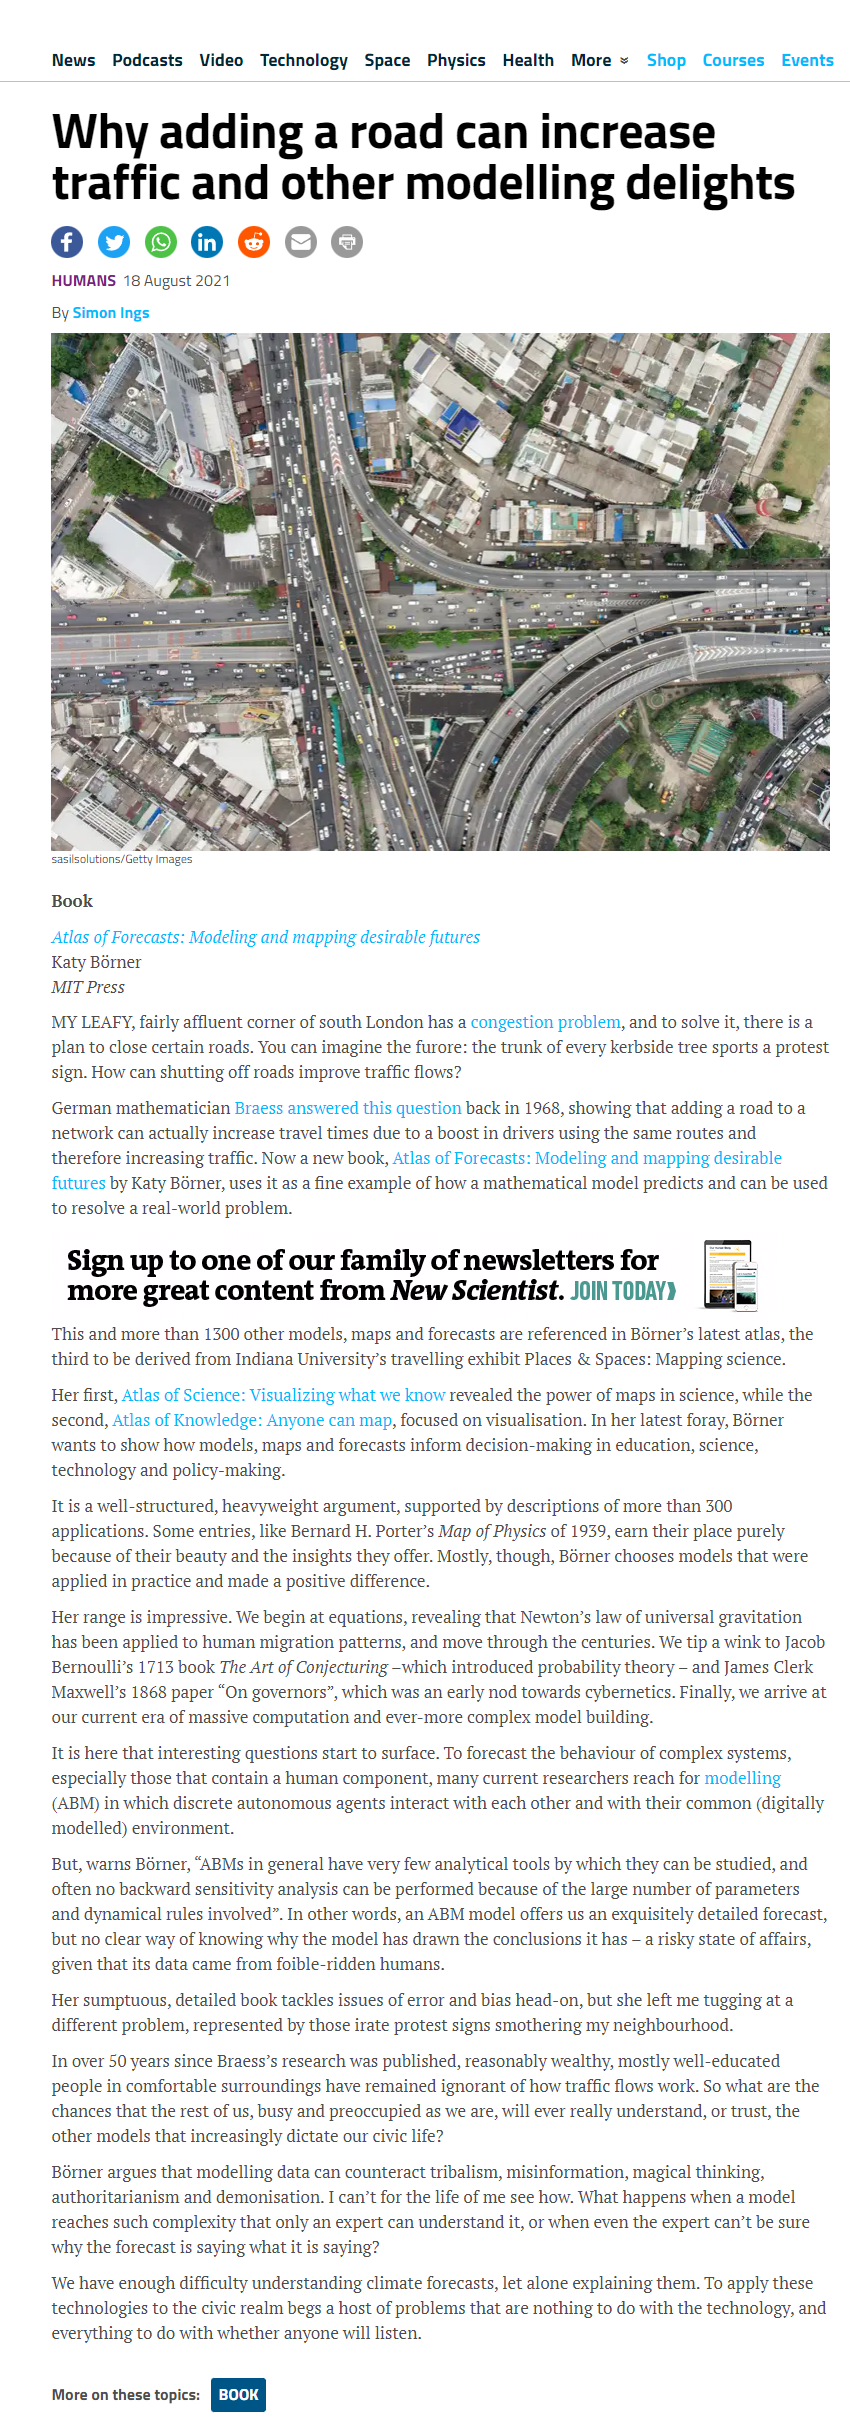 News Podcasts Video Technology Space Physics Health More Shop Courses Events
Why adding a road can increase
traffic and other modelling delights
HUMANS 18 August 2021
By Simon Ings
sasilsolutions/Getty Images
Book
Atlas of Forecasts: Modeling and mapping desirable futures
Katy Börner
MIT Press
MY LEAFY, fairly affluent corner of south London has a congestion problem, and to solve it, there is a
plan to close certain roads. You can imagine the furore: the trunk of every kerbside tree sports a protest
sign. How can shutting off roads improve traffic flows?
German mathematician Braess answered this question back in 1968, showing that adding a road to a
network can actually increase travel times due to a boost in drivers using the same routes and
therefore increasing traffic. Now a new book, Atlas of Forecasts: Modeling and mapping desirable
futures by Katy Börner, uses it as a fine example of how a mathematical model predicts and can be used
to resolve a real-world problem.
Sign up to one of our family of newsletters for
more great content from New Scientist. JOIN TODAY
This and more than 1300 other models, maps and forecasts are referenced in Börner’s latest atlas, the
third to be derived from Indiana University’s travelling exhibit Places & Spaces: Mapping science.
Her first, Atlas of Science: Visualizing what we know revealed the power of maps in science, while the
second, Atlas of Knowledge: Anyone can map, focused on visualisation. In her latest foray, Börner
wants to show how models, maps and forecasts inform decision-making in education, science,
technology and policy-making.
It is a well-structured, heavyweight argument, supported by descriptions of more than 300
applications. Some entries, like Bernard H. Porter’s Map of Physics of 1939, earn their place purely
because of their beauty and the insights they offer. Mostly, though, Börner chooses models that were
applied in practice and made a positive difference.
Her range is impressive. We begin at equations, revealing that Newton’s law of universal gravitation
has been applied to human migration patterns, and move through the centuries. We tip a wink to Jacob
Bernoulli’s 1713 book The Art of Conjecturing –which introduced probability theory – and James Clerk
Maxwell’s 1868 paper “On governors”, which was an early nod towards cybernetics. Finally, we arrive at
our current era of massive computation and ever-more complex model building.
It is here that interesting questions start to surface. To forecast the behaviour of complex systems,
especially those that contain a human component, many current researchers reach for modelling
(ABM) in which discrete autonomous agents interact with each other and with their common (digitally
modelled) environment.
But, warns Börner, “ABMs in general have very few analytical tools by which they can be studied, and
often no backward sensitivity analysis can be performed because of the large number of parameters
and dynamical rules involved”. In other words, an ABM model offers us an exquisitely detailed forecast,
but no clear way of knowing why the model has drawn the conclusions it has – a risky state of affairs,
given that its data came from foible-ridden humans.
Her sumptuous, detailed book tackles issues of error and bias head-on, but she left me tugging at a
different problem, represented by those irate protest signs smothering my neighbourhood.
In over 50 years since Braess’s research was published, reasonably wealthy, mostly well-educated
people in comfortable surroundings have remained ignorant of how traffic flows work. So what are the
chances that the rest of us, busy and preoccupied as we are, will ever really understand, or trust, the
other models that increasingly dictate our civic life?
Börner argues that modelling data can counteract tribalism, misinformation, magical thinking,
authoritarianism and demonisation. I can’t for the life of me see how. What happens when a model
reaches such complexity that only an expert can understand it, or when even the expert can’t be sure
why the forecast is saying what it is saying?
We have enough difficulty understanding climate forecasts, let alone explaining them. To apply these
technologies to the civic realm begs a host of problems that are nothing to do with the technology, and
everything to do with whether anyone will listen.
More on these topics: BOOK